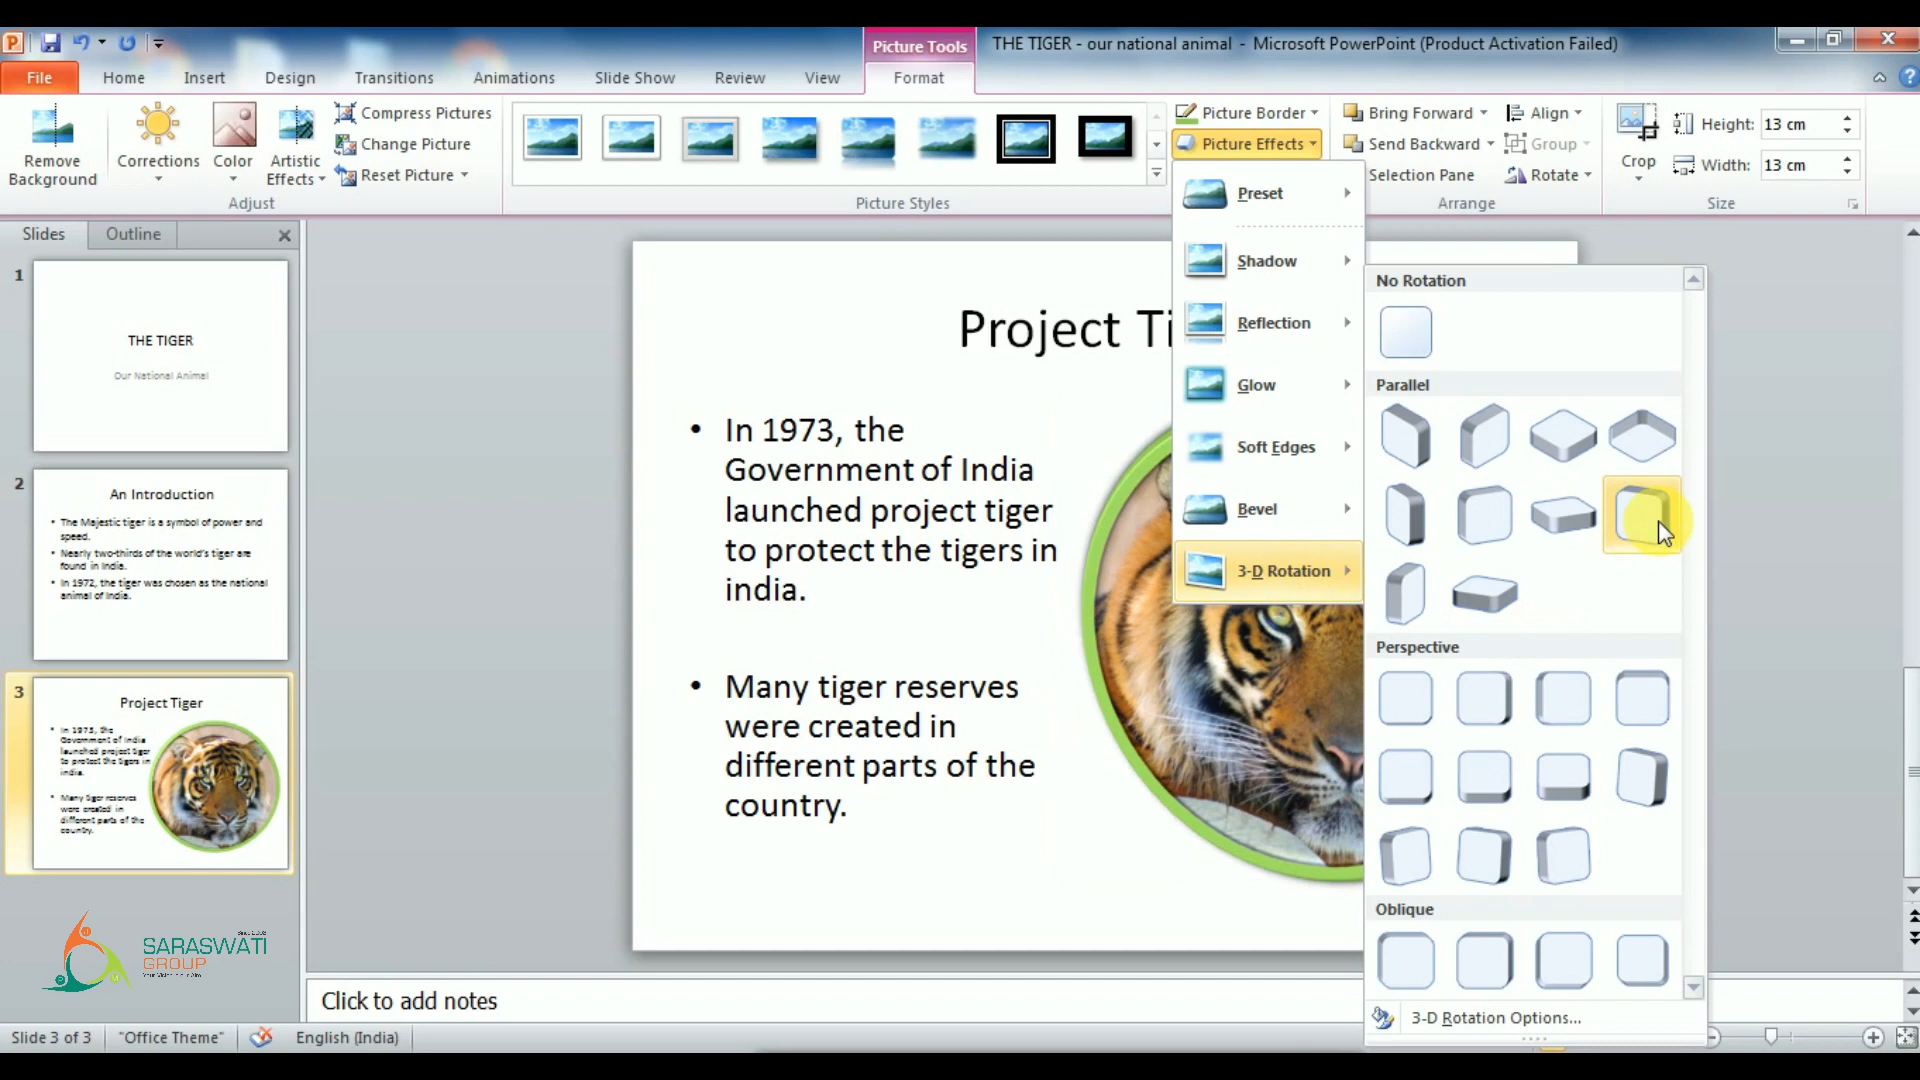 Picture Tools
THE TIGER - our national animal - Microsoft PowerPoint (Product Activation Failed)
File
Home
Insert
Design
Transitions
Animations
Slide Show
Review
View
Format
Remove
Background
Corrections
Color
Artistic
Effects
Compress Pictures
Change Picture
Reset Picture
Adjust
Picture Styles
Picture Border
Picture Effects
Bring Forward
Send Backward
Selection Pane
Align
Group
Rotate
Arrange
Crop
Height: 13 cm
Width: 13 cm
Size
Slides
Outline
1
THE TIGER
Our National Animal
2
An Introduction
• The Majestic tiger is a symbol of power and
speed.
• Nearly two-thirds of the world's tiger are
found in India.
• In 1972, the tiger was chosen as the national
animal of India.
3
Project Tiger
• In 1973, the
Government of India
launched project tiger
to protect the tigers in
india.
• Many tiger reserves
were created in
different parts of the
country.
Since 2008
SARASWATI
GROUP
Project Ti
• In 1973, the
Government of India
launched project tiger
to protect the tigers in
india.
• Many tiger reserves
were created in
different parts of the
country.
Preset
Shadow
Reflection
Glow
Soft Edges
Bevel
3-D Rotation
No Rotation
Parallel
Perspective
Oblique
3-D Rotation Options...
Click to add notes
Slide 3 of 3
"Office Theme"
English (India)